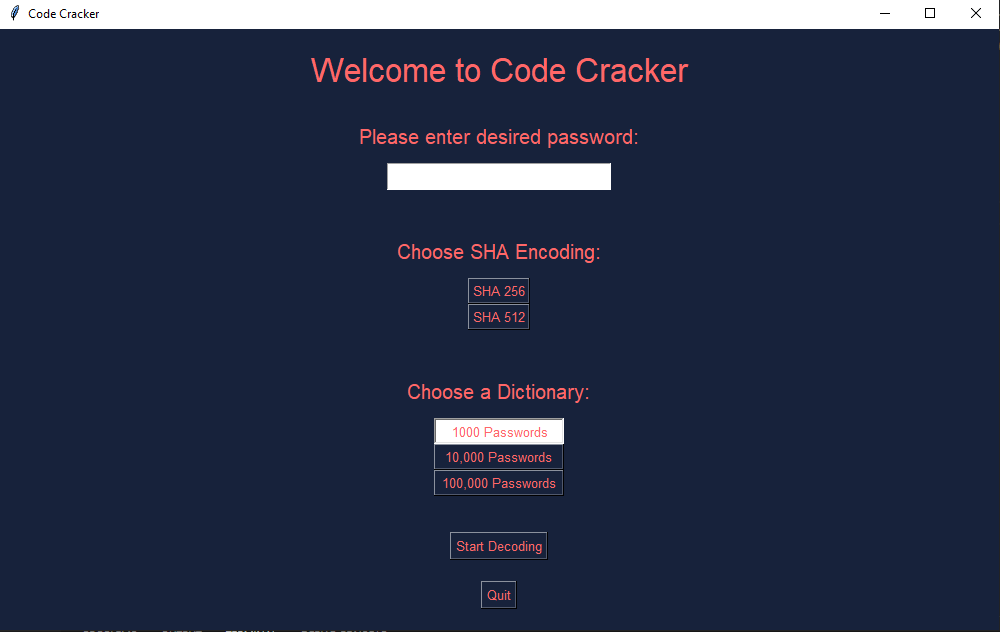 Code Cracker
Welcome to Code Cracker
Please enter desired password:
Choose SHA Encoding:
SHA 256
SHA 512
Choose a Dictionary:
1000 Passwords
10,000 Passwords
100,000 Passwords
Start Decoding
Quit